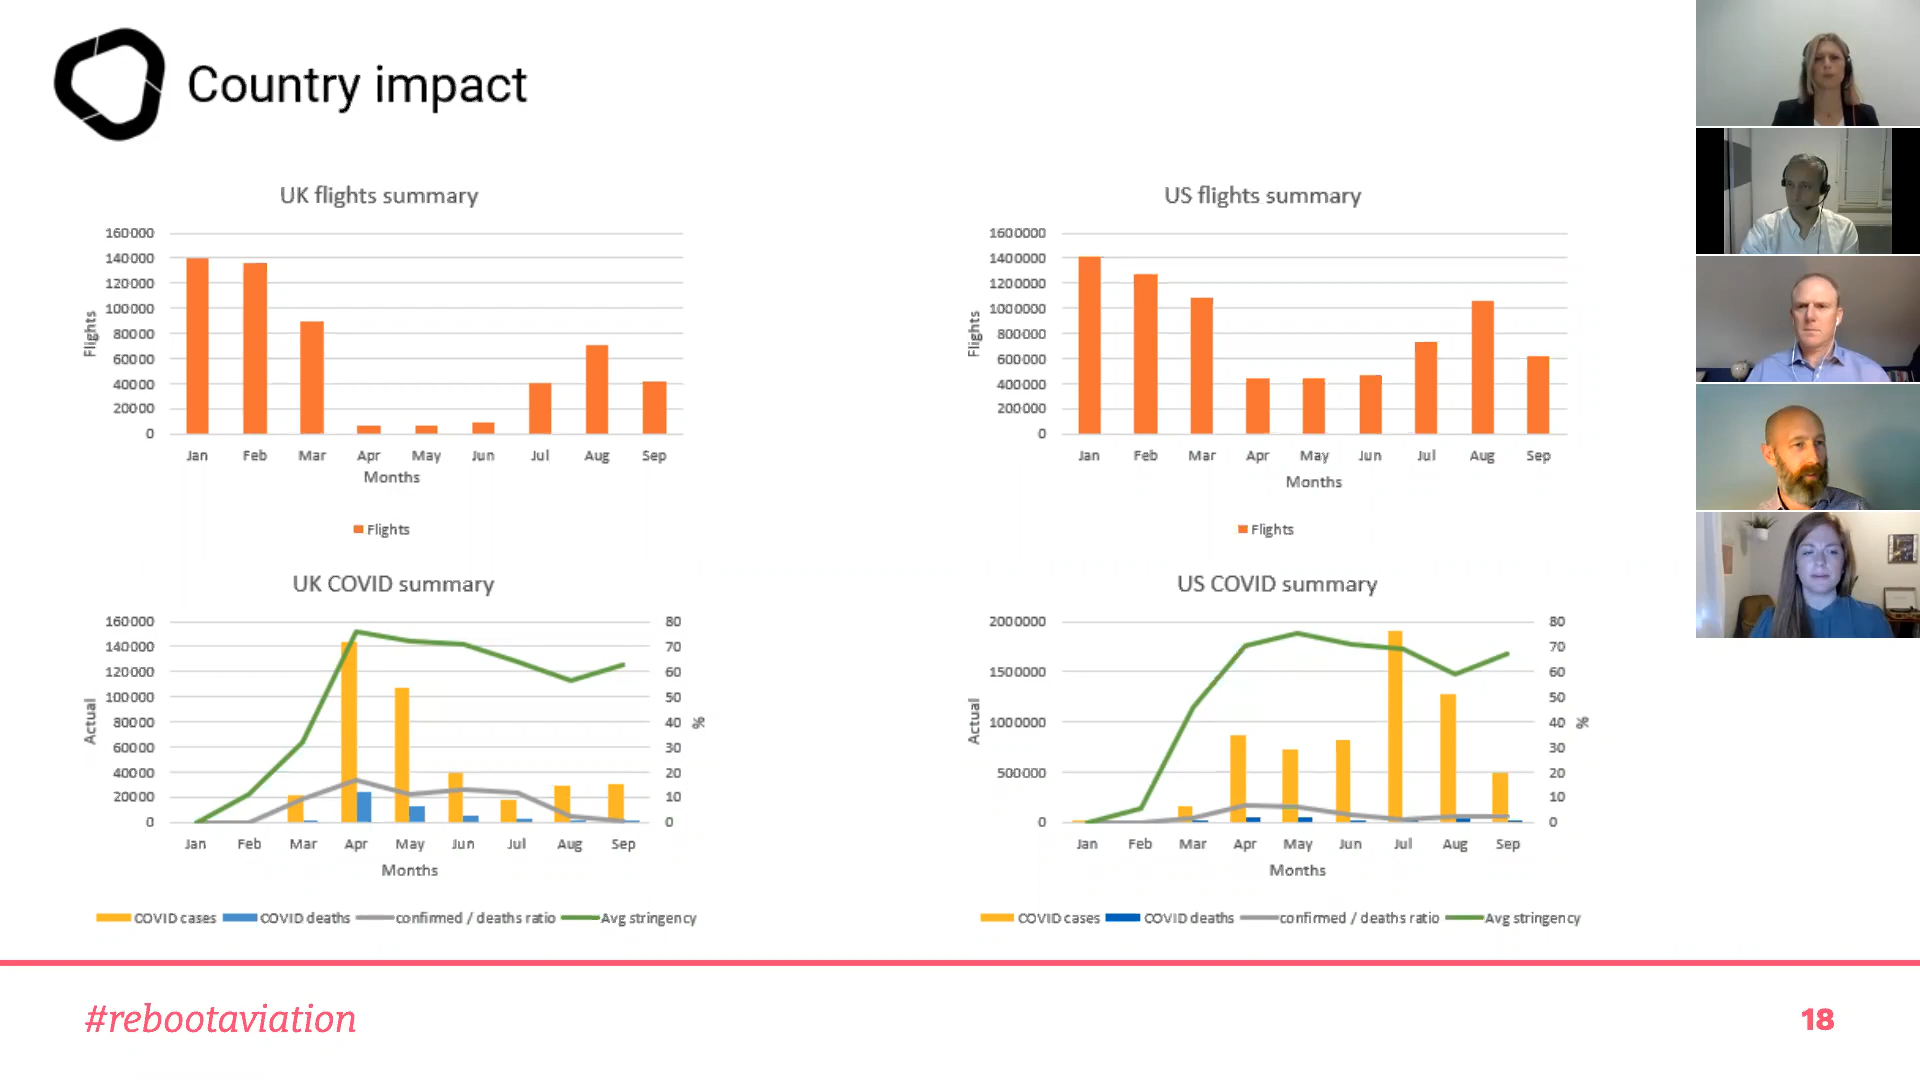 Country impact
UK flights summary
160000
140000
120000
100000
80000
60000
40000
20000
0
Flights
Jan Feb Mar Apr May Jun Jul Aug Sep
Months
Flights
US flights summary
1600000
1400000
1200000
1000000
800000
600000
400000
200000
0
Flights
Jan Feb Mar Apr May Jun Jul Aug Sep
Months
Flights
UK COVID summary
160000
140000
120000
100000
80000
60000
40000
20000
0
Actual
80
70
60
50
40
30
20
10
0
%
Jan Feb Mar Apr May Jun Jul Aug Sep
Months
COVID cases COVID deaths confirmed / deaths ratio Avg stringency
US COVID summary
2000000
1500000
1000000
500000
0
Actual
80
70
60
50
40
30
20
10
0
%
Jan Feb Mar Apr May Jun Jul Aug Sep
Months
COVID cases COVID deaths confirmed / deaths ratio Avg stringency
#rebootaviation
18